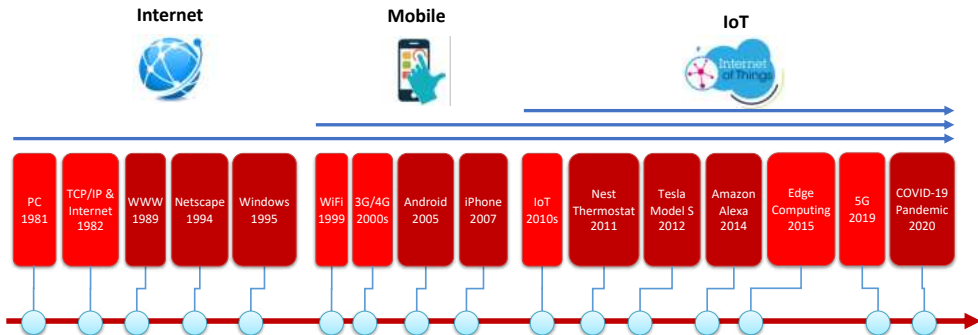 Internet
Mobile
IoT
Internet
of Things
PC
1981
TCP/IP &
Internet
1982
WWW
1989
Netscape
1994
Windows
1995
WiFi
1999
3G/4G
2000s
Android
2005
iPhone
2007
IoT
2010s
Nest
Thermostat
2011
Tesla
Model S
2012
Amazon
Alexa
2014
Edge
Computing
2015
5G
2019
COVID-19
Pandemic
2020